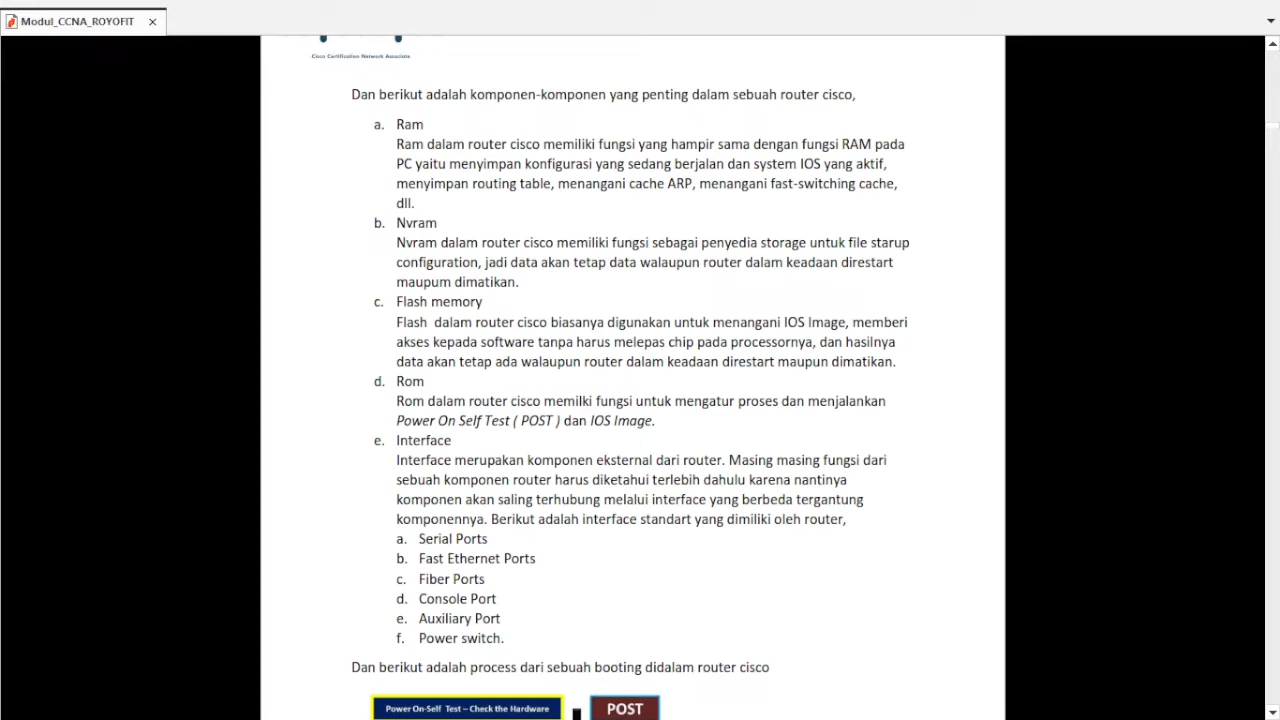 Modul_CCNA_ROYOFIT
Cisco Certification Network Associate
Dan berikut adalah komponen-komponen yang penting dalam sebuah router cisco,
a. Ram
Ram dalam router cisco memiliki fungsi yang hampir sama dengan fungsi RAM pada
PC yaitu menyimpan konfigurasi yang sedang berjalan dan system IOS yang aktif,
menyimpan routing table, menangani cache ARP, menangani fast-switching cache,
dll.
b. Nvram
Nvram dalam router cisco memiliki fungsi sebagai penyedia storage untuk file starup
configuration, jadi data akan tetap data walaupun router dalam keadaan direstart
maupum dimatikan.
c. Flash memory
Flash dalam router cisco biasanya digunakan untuk menangani IOS Image, memberi
akses kepada software tanpa harus melepas chip pada processornya, dan hasilnya
data akan tetap ada walaupun router dalam keadaan direstart maupun dimatikan.
d. Rom
Rom dalam router cisco milki fungsi untuk mengatur proses dan menjalankan
Power On Self Test ( POST ) dan IOS Image.
e. Interface
Interface merupakan komponen eksternal dari router. Masing masing fungsi dari
sebuah komponen router harus diketahui terlebih dahulu karena nantinya
komponen akan saling terhubung melalui interface yang berbeda tergantung
komponennya. Berikut adalah interface standart yang dimiliki oleh router,
a. Serial Ports
b. Fast Ethernet Ports
c. Fiber Ports
d. Console Port
e. Auxiliary Port
f. Power switch.
Dan berikut adalah process dari sebuah booting didalam router cisco
Power On-Self Test – Check the Hardware
POST